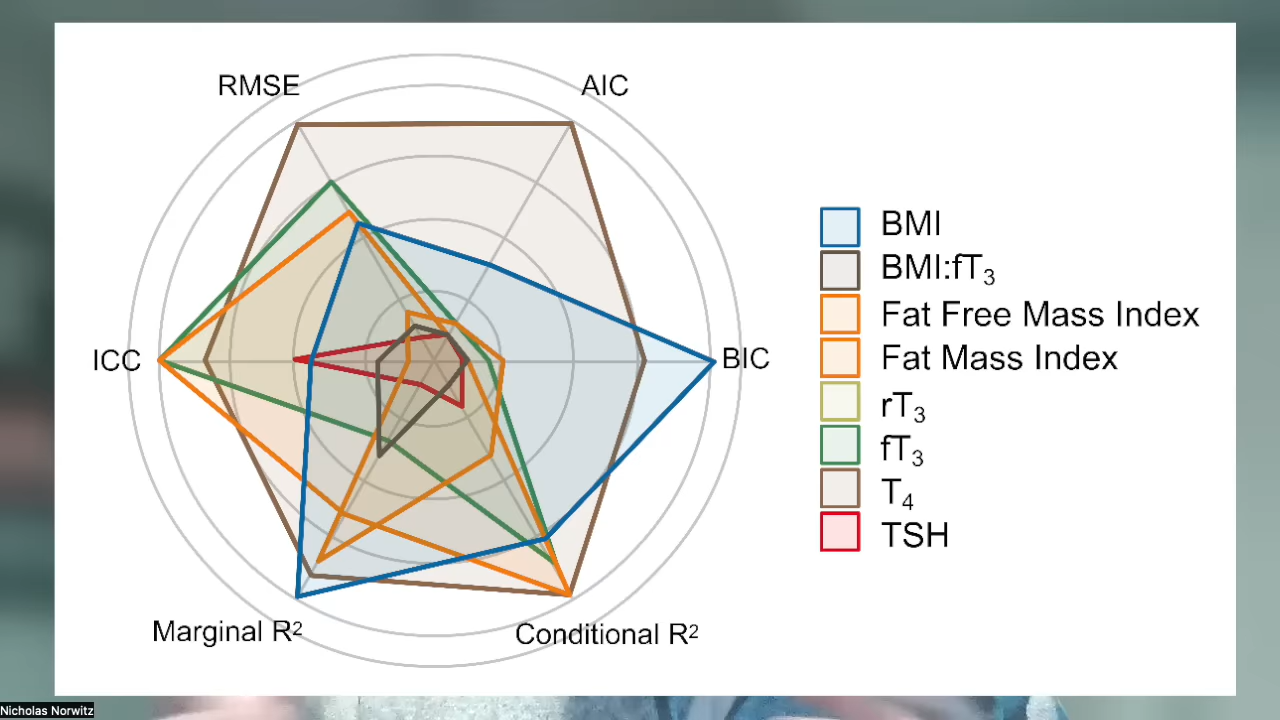 RMSE
AIC
ICC
BIC
Marginal R²
Conditional R²
BMI
BMI:fT₃
Fat Free Mass Index
Fat Mass Index
rT₃
fT₃
T₄
TSH
Nicholas Norwitz